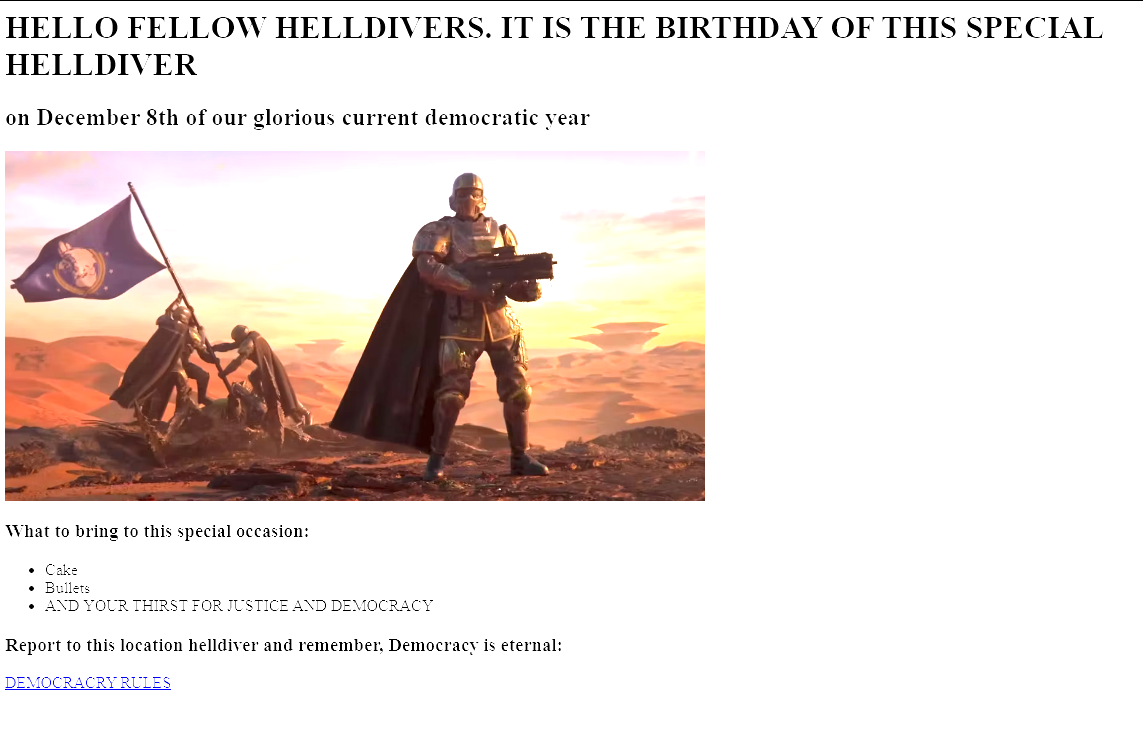 HELLO FELLOW HELLDIVERS. IT IS THE BIRTHDAY OF THIS SPECIAL
HELLDIVER
on December 8th of our glorious current democratic year
What to bring to this special occasion:
• Cake
• Bullets
• AND YOUR THIRST FOR JUSTICE AND DEMOCRACY
Report to this location helldiver and remember, Democracy is eternal:
DEMOCRACRY RULES